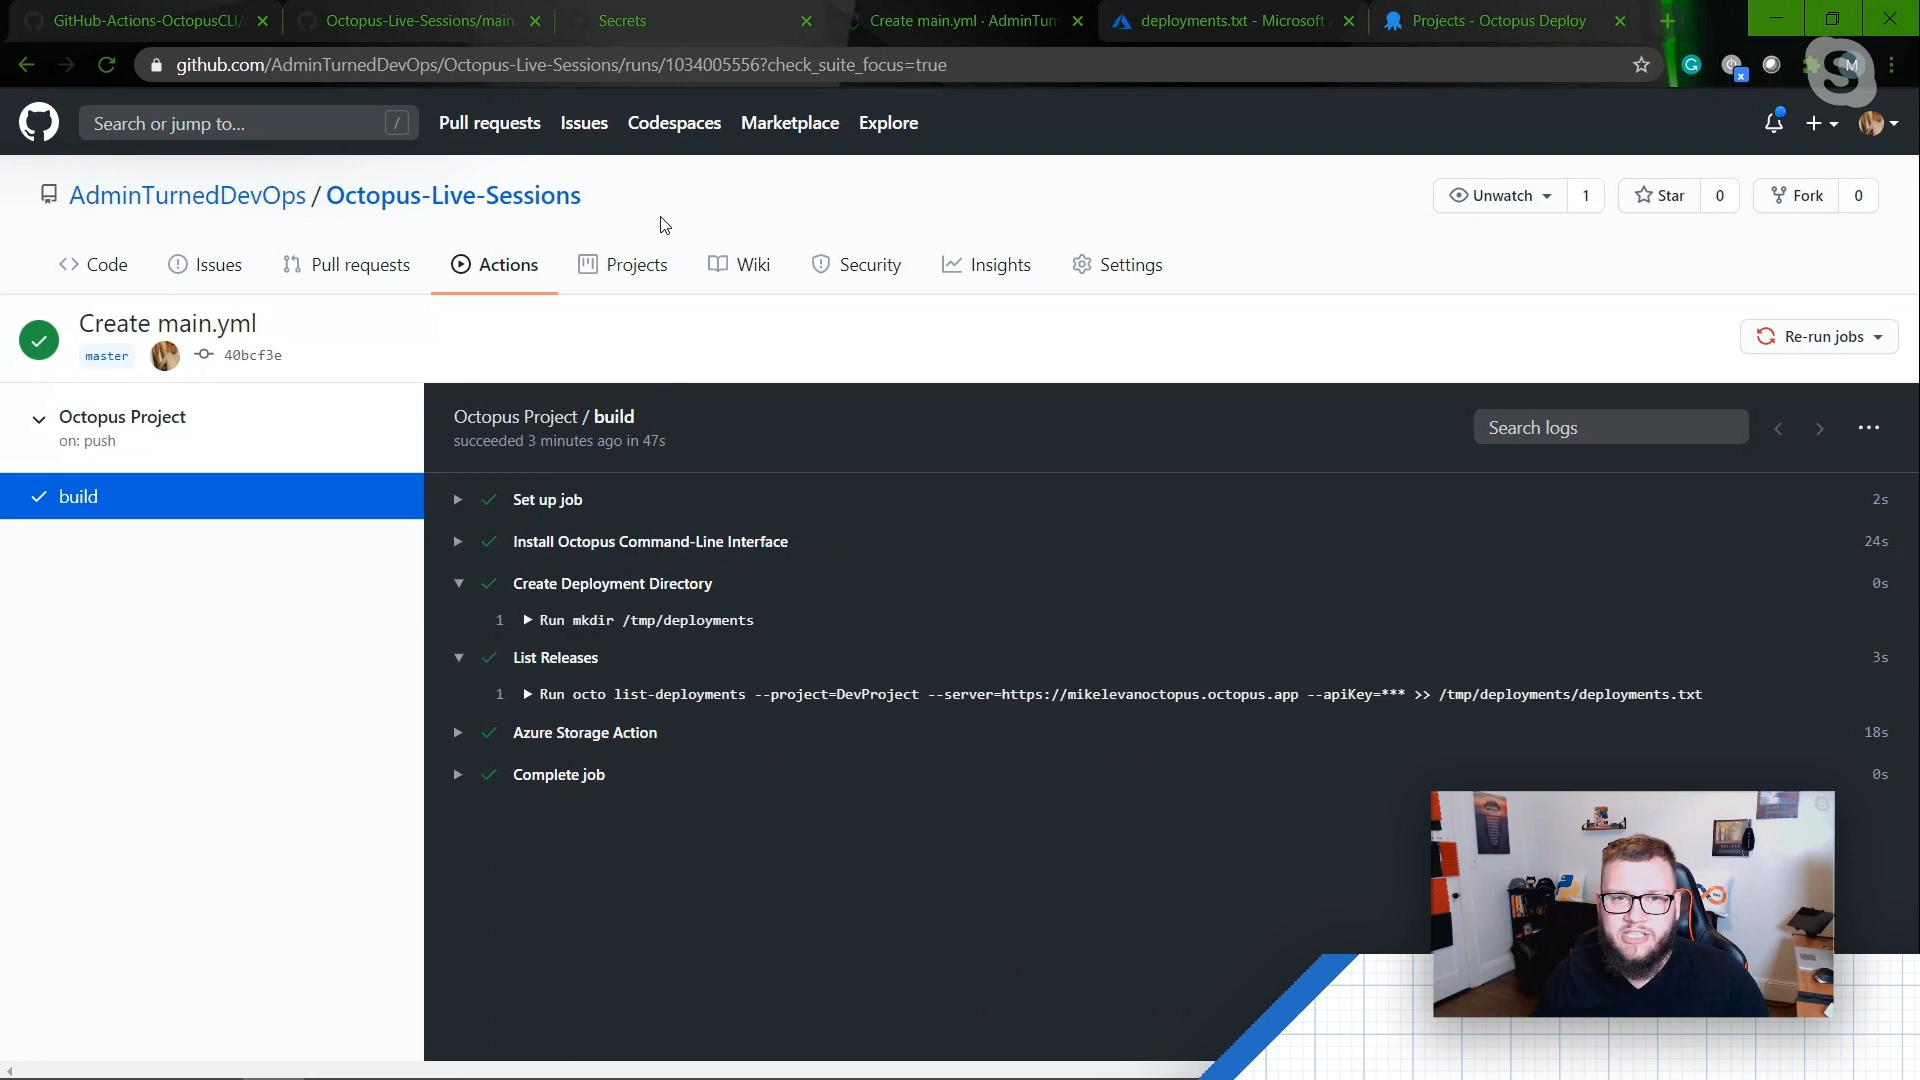 GitHub-Actions-OctopusCLI/
Octopus-Live-Sessions/main.
Secrets
Create main.yml · AdminTurn
deployments.txt - Microsoft
Projects - Octopus Deploy
github.com/AdminTurnedDevOps/Octopus-Live-Sessions/runs/1034005556?check_suite_focus=true
M
Search or jump to...
/
Pull requests
Issues
Codespaces
Marketplace
Explore
AdminTurnedDevOps / Octopus-Live-Sessions
Unwatch 1
Star 0
Fork 0
Code
Issues
Pull requests
Actions
Projects
Wiki
Security
Insights
Settings
Create main.yml
master 40bcf3e
Re-run jobs
Octopus Project
on: push
build
Octopus Project / build
succeeded 3 minutes ago in 47s
Search logs
Set up job 2s
Install Octopus Command-Line Interface 24s
Create Deployment Directory 0s
1 Run mkdir /tmp/deployments
List Releases 3s
1 Run octo list-deployments --project=DevProject --server=https://mikelevanoctopus.octopus.app --apiKey=*** >> /tmp/deployments/deployments.txt
Azure Storage Action 18s
Complete job 0s